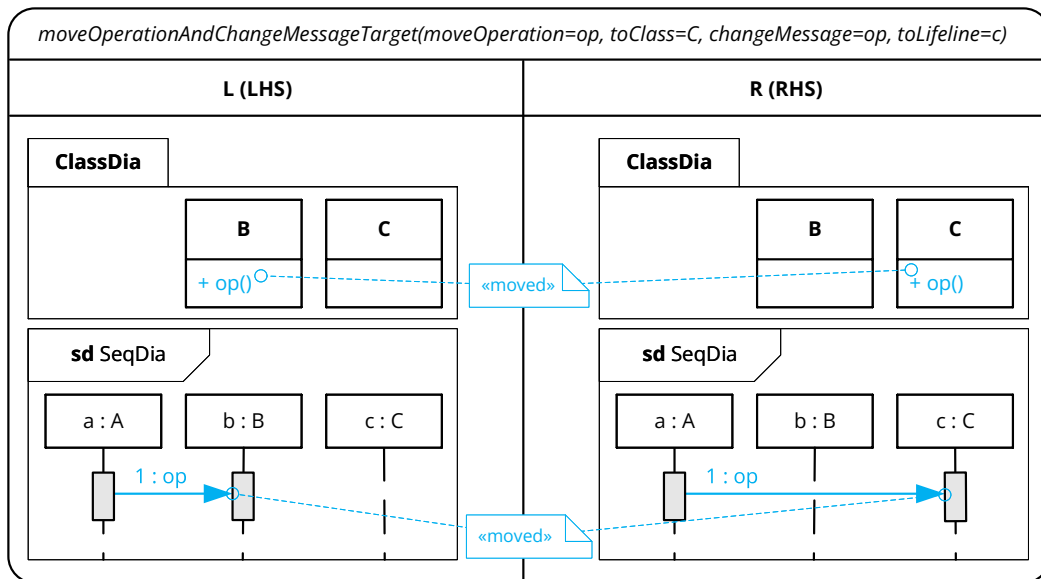 moveOperationAndChangeMessageTarget(moveOperation=op, toClass=C, changeMessage=op, toLifeline=c)
L (LHS)
R (RHS)
ClassDia
B
C
+ op()
«moved»
ClassDia
B
C
+ op()
sd SeqDia
a : A
b : B
c : C
1 : op
«moved»
sd SeqDia
a : A
b : B
c : C
1 : op